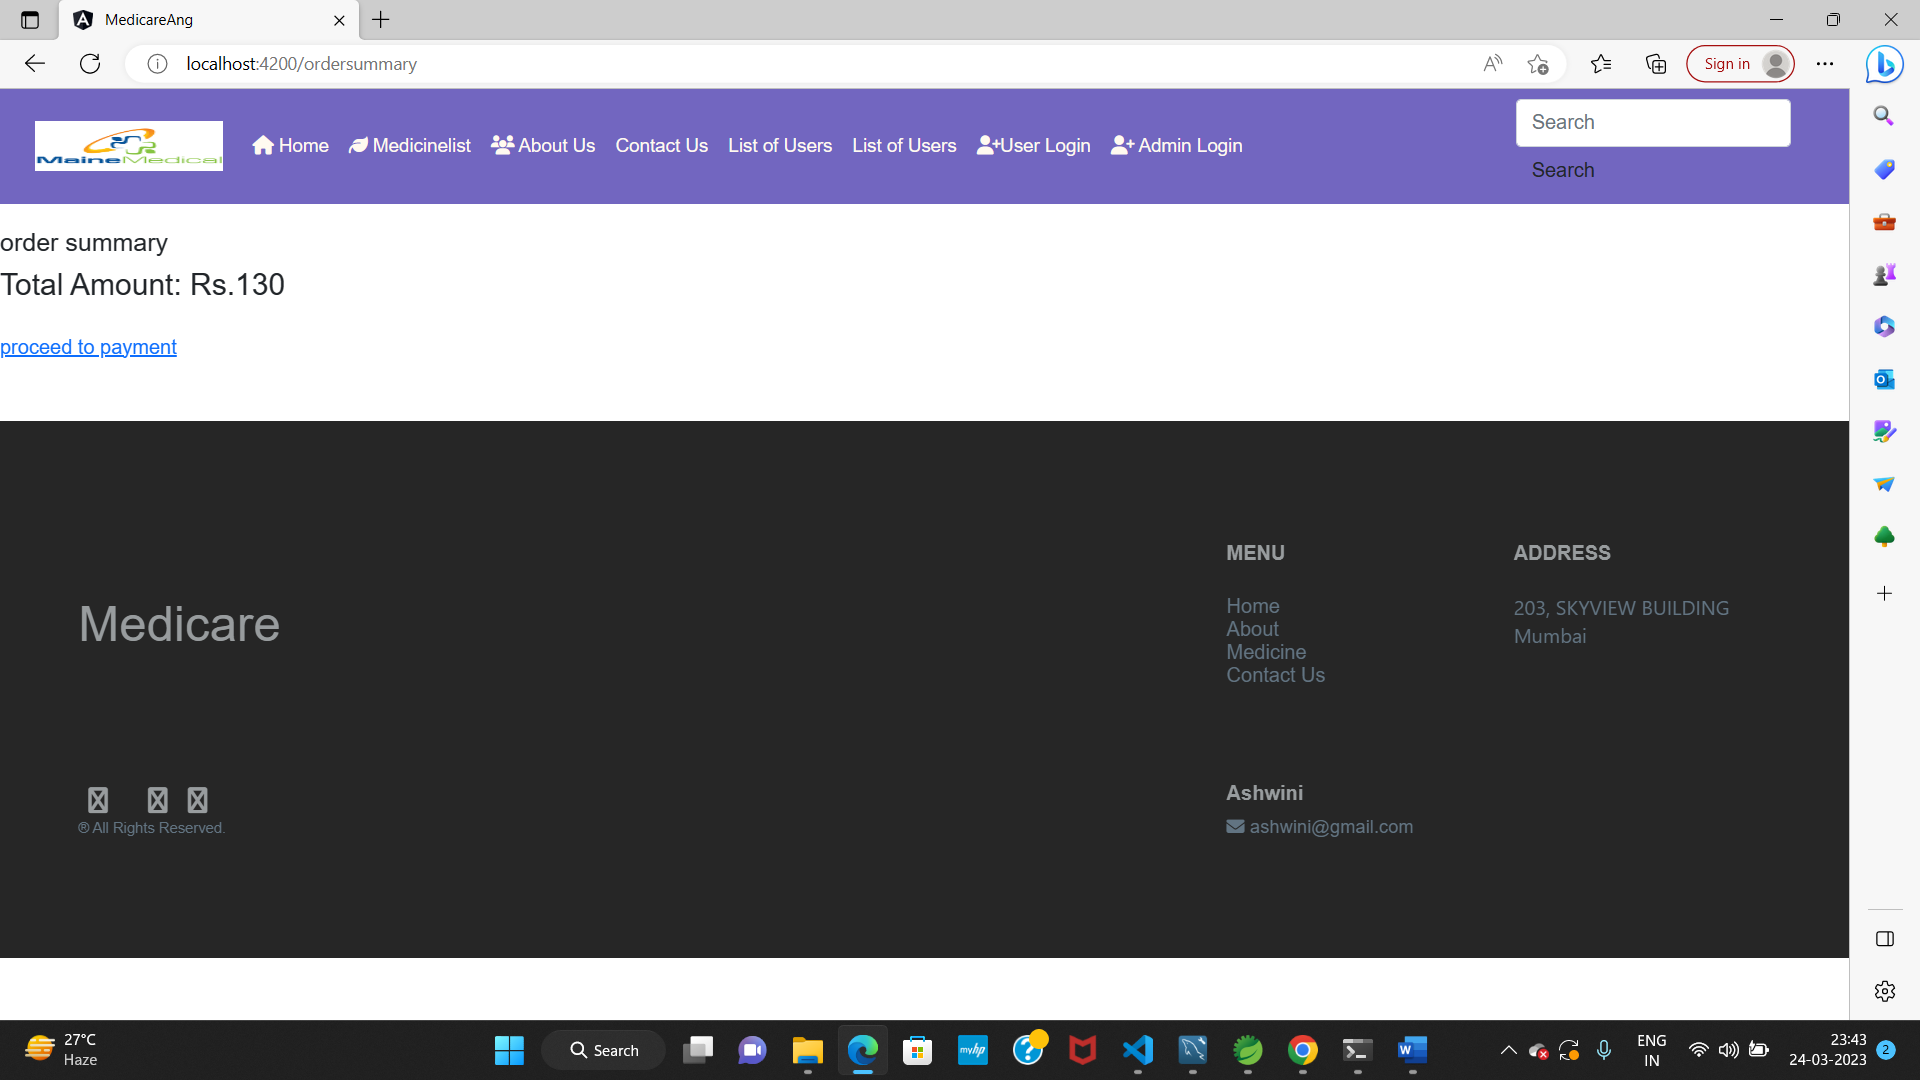 MedicareAng
localhost:4200/ordersummary
Sign in
MaineMedical
Home Medicinelist About Us Contact Us List of Users List of Users User Login Admin Login
Search
Search
order summary
Total Amount: Rs.130
proceed to payment
Medicare
MENU
Home
About
Medicine
Contact Us
ADDRESS
203, SKYVIEW BUILDING
Mumbai
® All Rights Reserved.
Ashwini
ashwini@gmail.com
27°C
Haze
Search
myhp
ENG
IN
23:43
24-03-2023
2